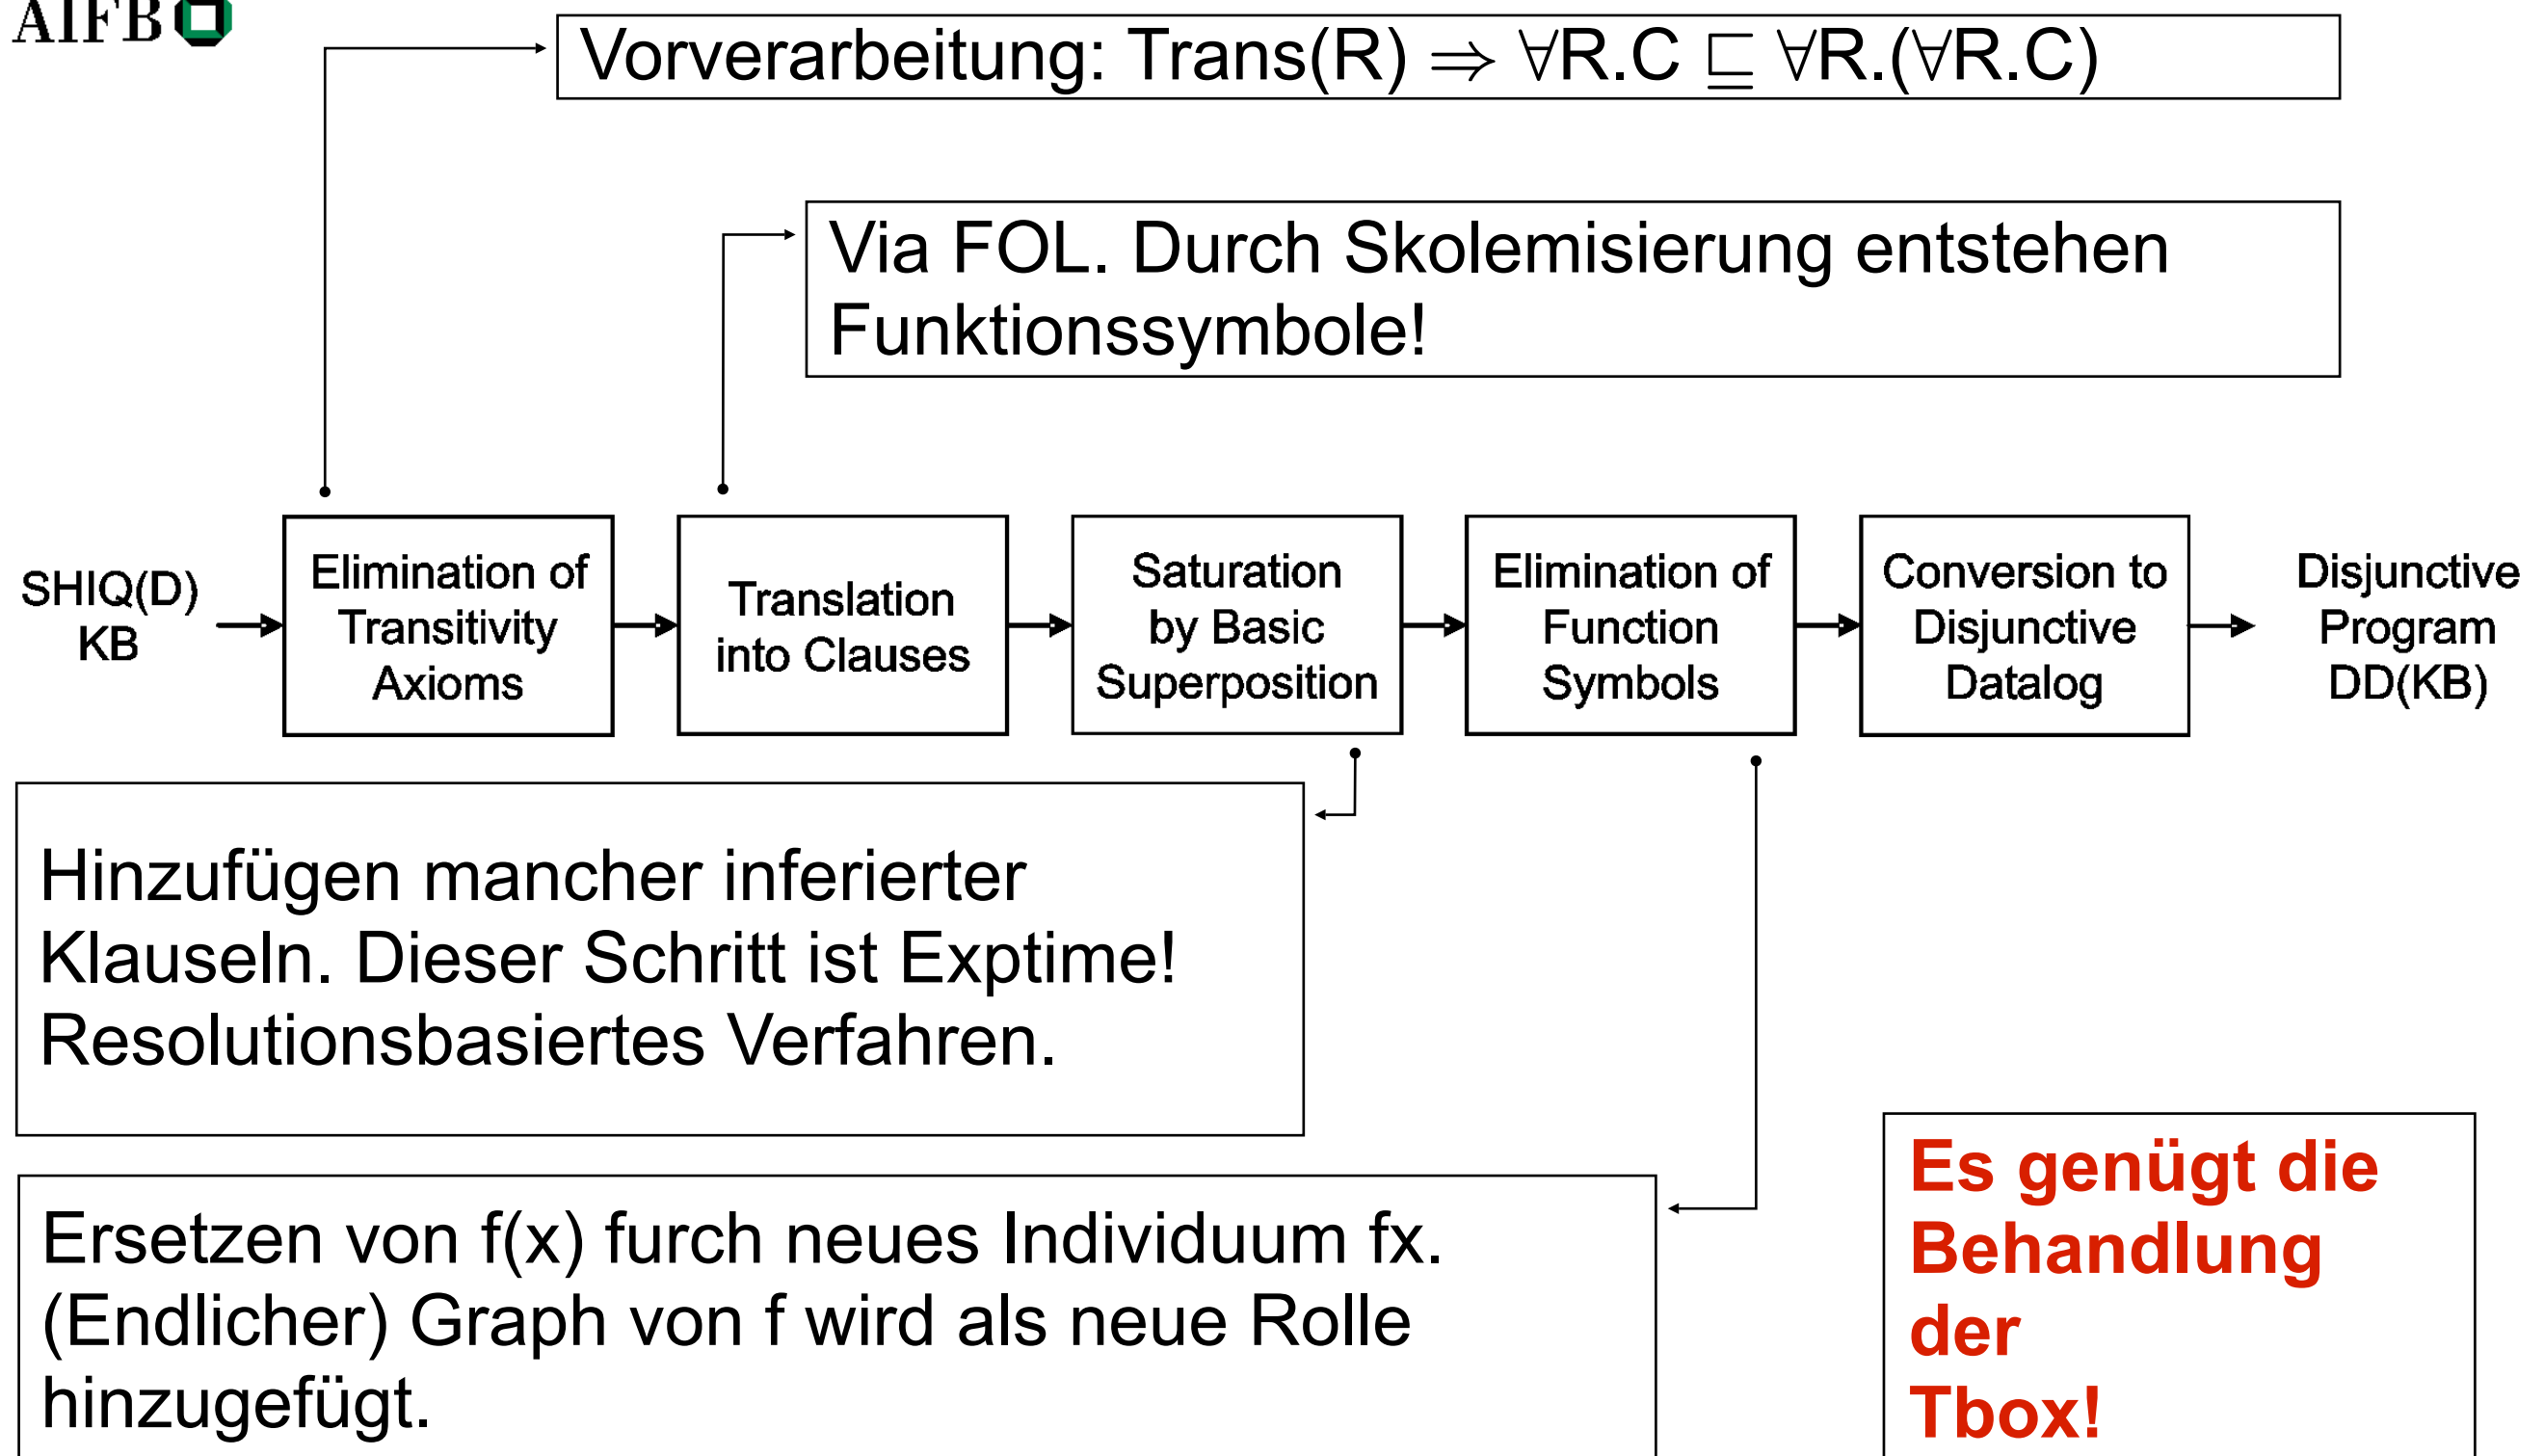 AIFB
Vorverarbeitung: Trans(R) ⇒ ∀R.C ⊑ ∀R.(∀R.C)
Via FOL. Durch Skolemisierung entstehen
Funktionssymbole!
SHIQ(D)
KB
Elimination of
Transitivity
Axioms
Translation
into Clauses
Saturation
by Basic
Superposition
Elimination of
Function
Symbols
Conversion to
Disjunctive
Datalog
Disjunctive
Program
DD(KB)
Hinzufügen mancher inferierter
Klauseln. Dieser Schritt ist Exptime!
Resolutionsbasiertes Verfahren.
Ersetzen von f(x) furch neues Individuum fx.
(Endlicher) Graph von f wird als neue Rolle
hinzugefügt.
Es genügt die
Behandlung
der
Tbox!